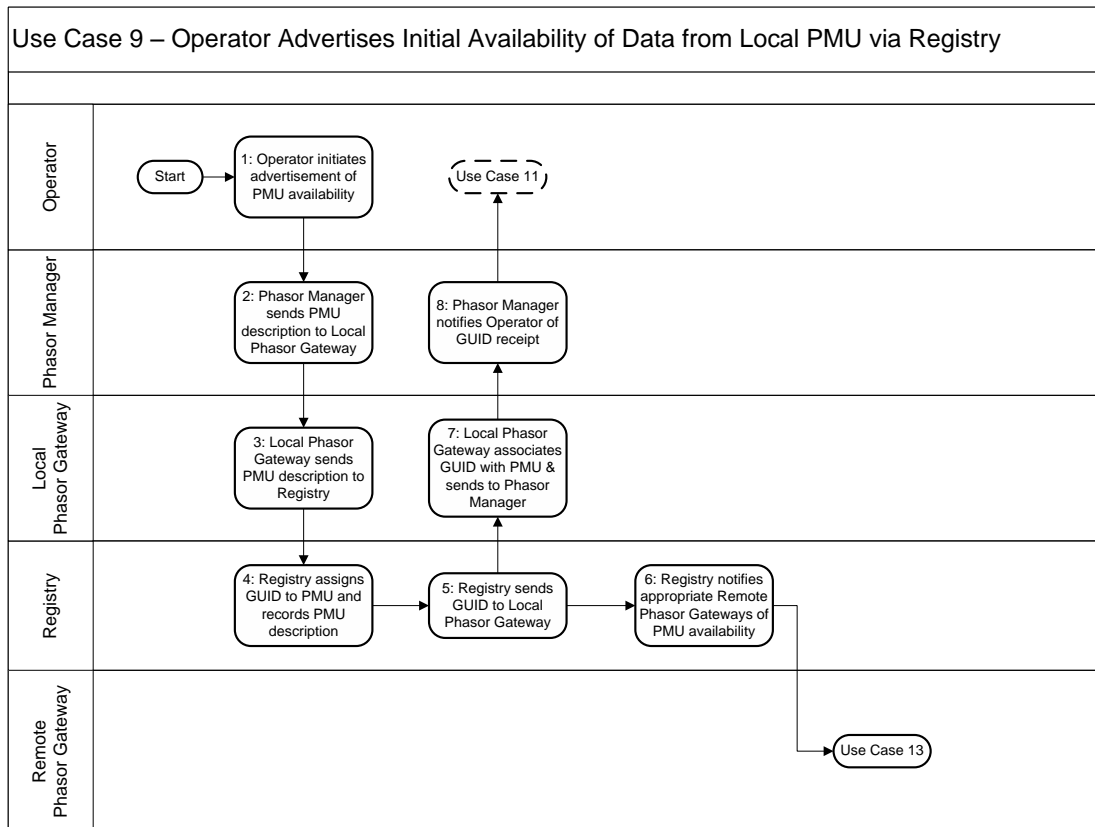 Use Case 9 – Operator Advertises Initial Availability of Data from Local PMU via Registry
Operator
Start
1: Operator initiates
advertisement of
PMU availability
Use Case 11
Phasor Manager
2: Phasor Manager
sends PMU
description to Local
Phasor Gateway
8: Phasor Manager
notifies Operator of
GUID receipt
Local
Phasor Gateway
3: Local Phasor
Gateway sends
PMU description to
Registry
7: Local Phasor
Gateway associates
GUID with PMU &
sends to Phasor
Manager
Registry
4: Registry assigns
GUID to PMU and
records PMU
description
5: Registry sends
GUID to Local
Phasor Gateway
6: Registry notifies
appropriate Remote
Phasor Gateways of
PMU availability
Remote
Phasor Gateway
Use Case 13